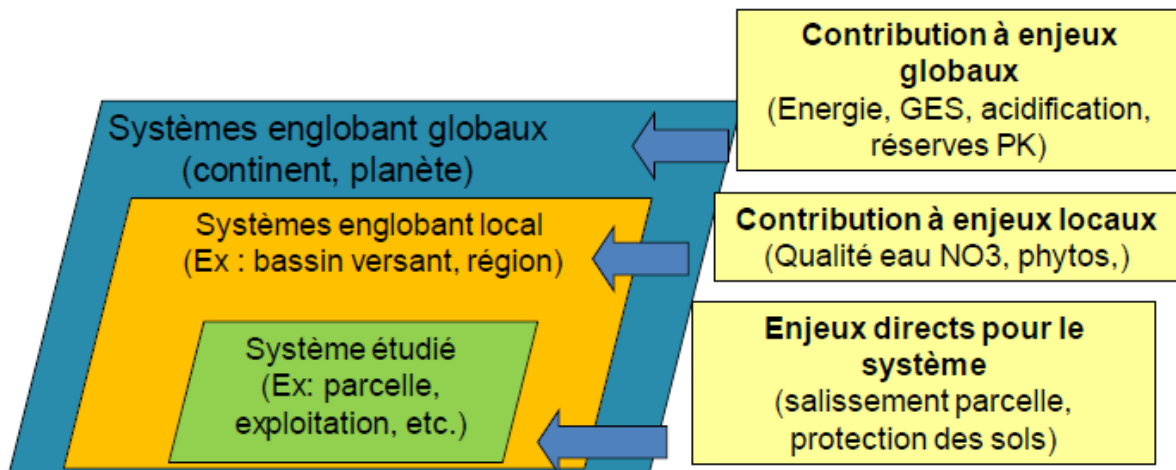 Systèmes englobant globaux
(continent, planète)
Systèmes englobant local
(Ex : bassin versant, région)
Système étudié
(Ex: parcelle,
exploitation, etc.)
Contribution à enjeux
globaux
(Energie, GES, acidification,
réserves PK)
Contribution à enjeux locaux
(Qualité eau NO3, phytos,)
Enjeux directs pour le
système
(salissement parcelle,
protection des sols)